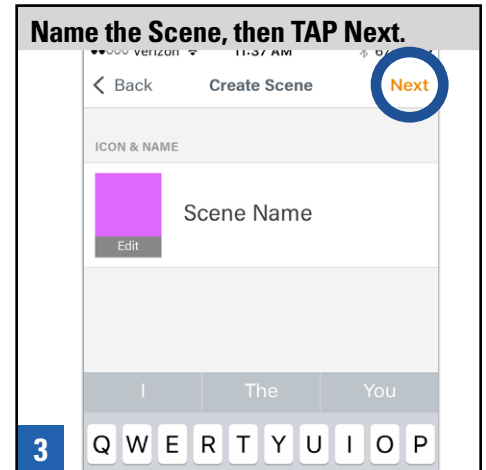 Name the Scene, then TAP Next.
Verizon 11:37 AM
Back Create Scene Next
ICON & NAME
Scene Name
Edit
I The You
3 Q W E R T Y U I O P